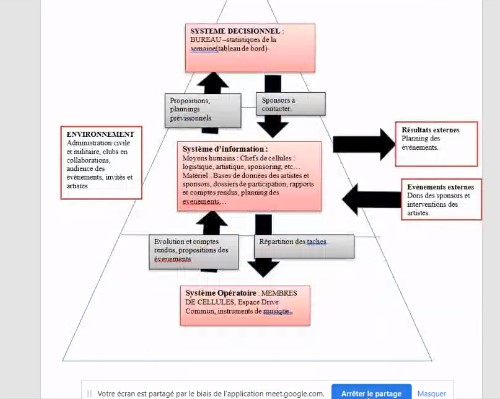 SYSTEME DECISIONNEL :
BUREAU –statistiques de la
semaine(tableau de bord)
Propositions,
plannings
prévisionnels
Sponsors à
contacter.
ENVIRONNEMENT
Administration civile
et militaire, clubs en
collaborations,
audience des
événements, invités et
artistes
Système d'information :
Moyens humains : Chefs de cellules :
logistique, artistique, sponsoring, etc…
Matériel : Bases de données des artistes et
sponsors, dossiers de participation, rapports
et comptes rendus, planning des
évenements…
Résultats externes
Planning des
événements.
Evénements externes
Dons des sponsors et
interventions des
artistes.
Evolution et comptes
rendus, propositions des
évenements
Répartition des taches.
Système Opératoire : MEMBRES
DE CELLULES, Espace Drive
Commun, instruments de musique..
Votre écran est partagé par le biais de l'application meet.google.com.
Arrêter le partage
Masquer